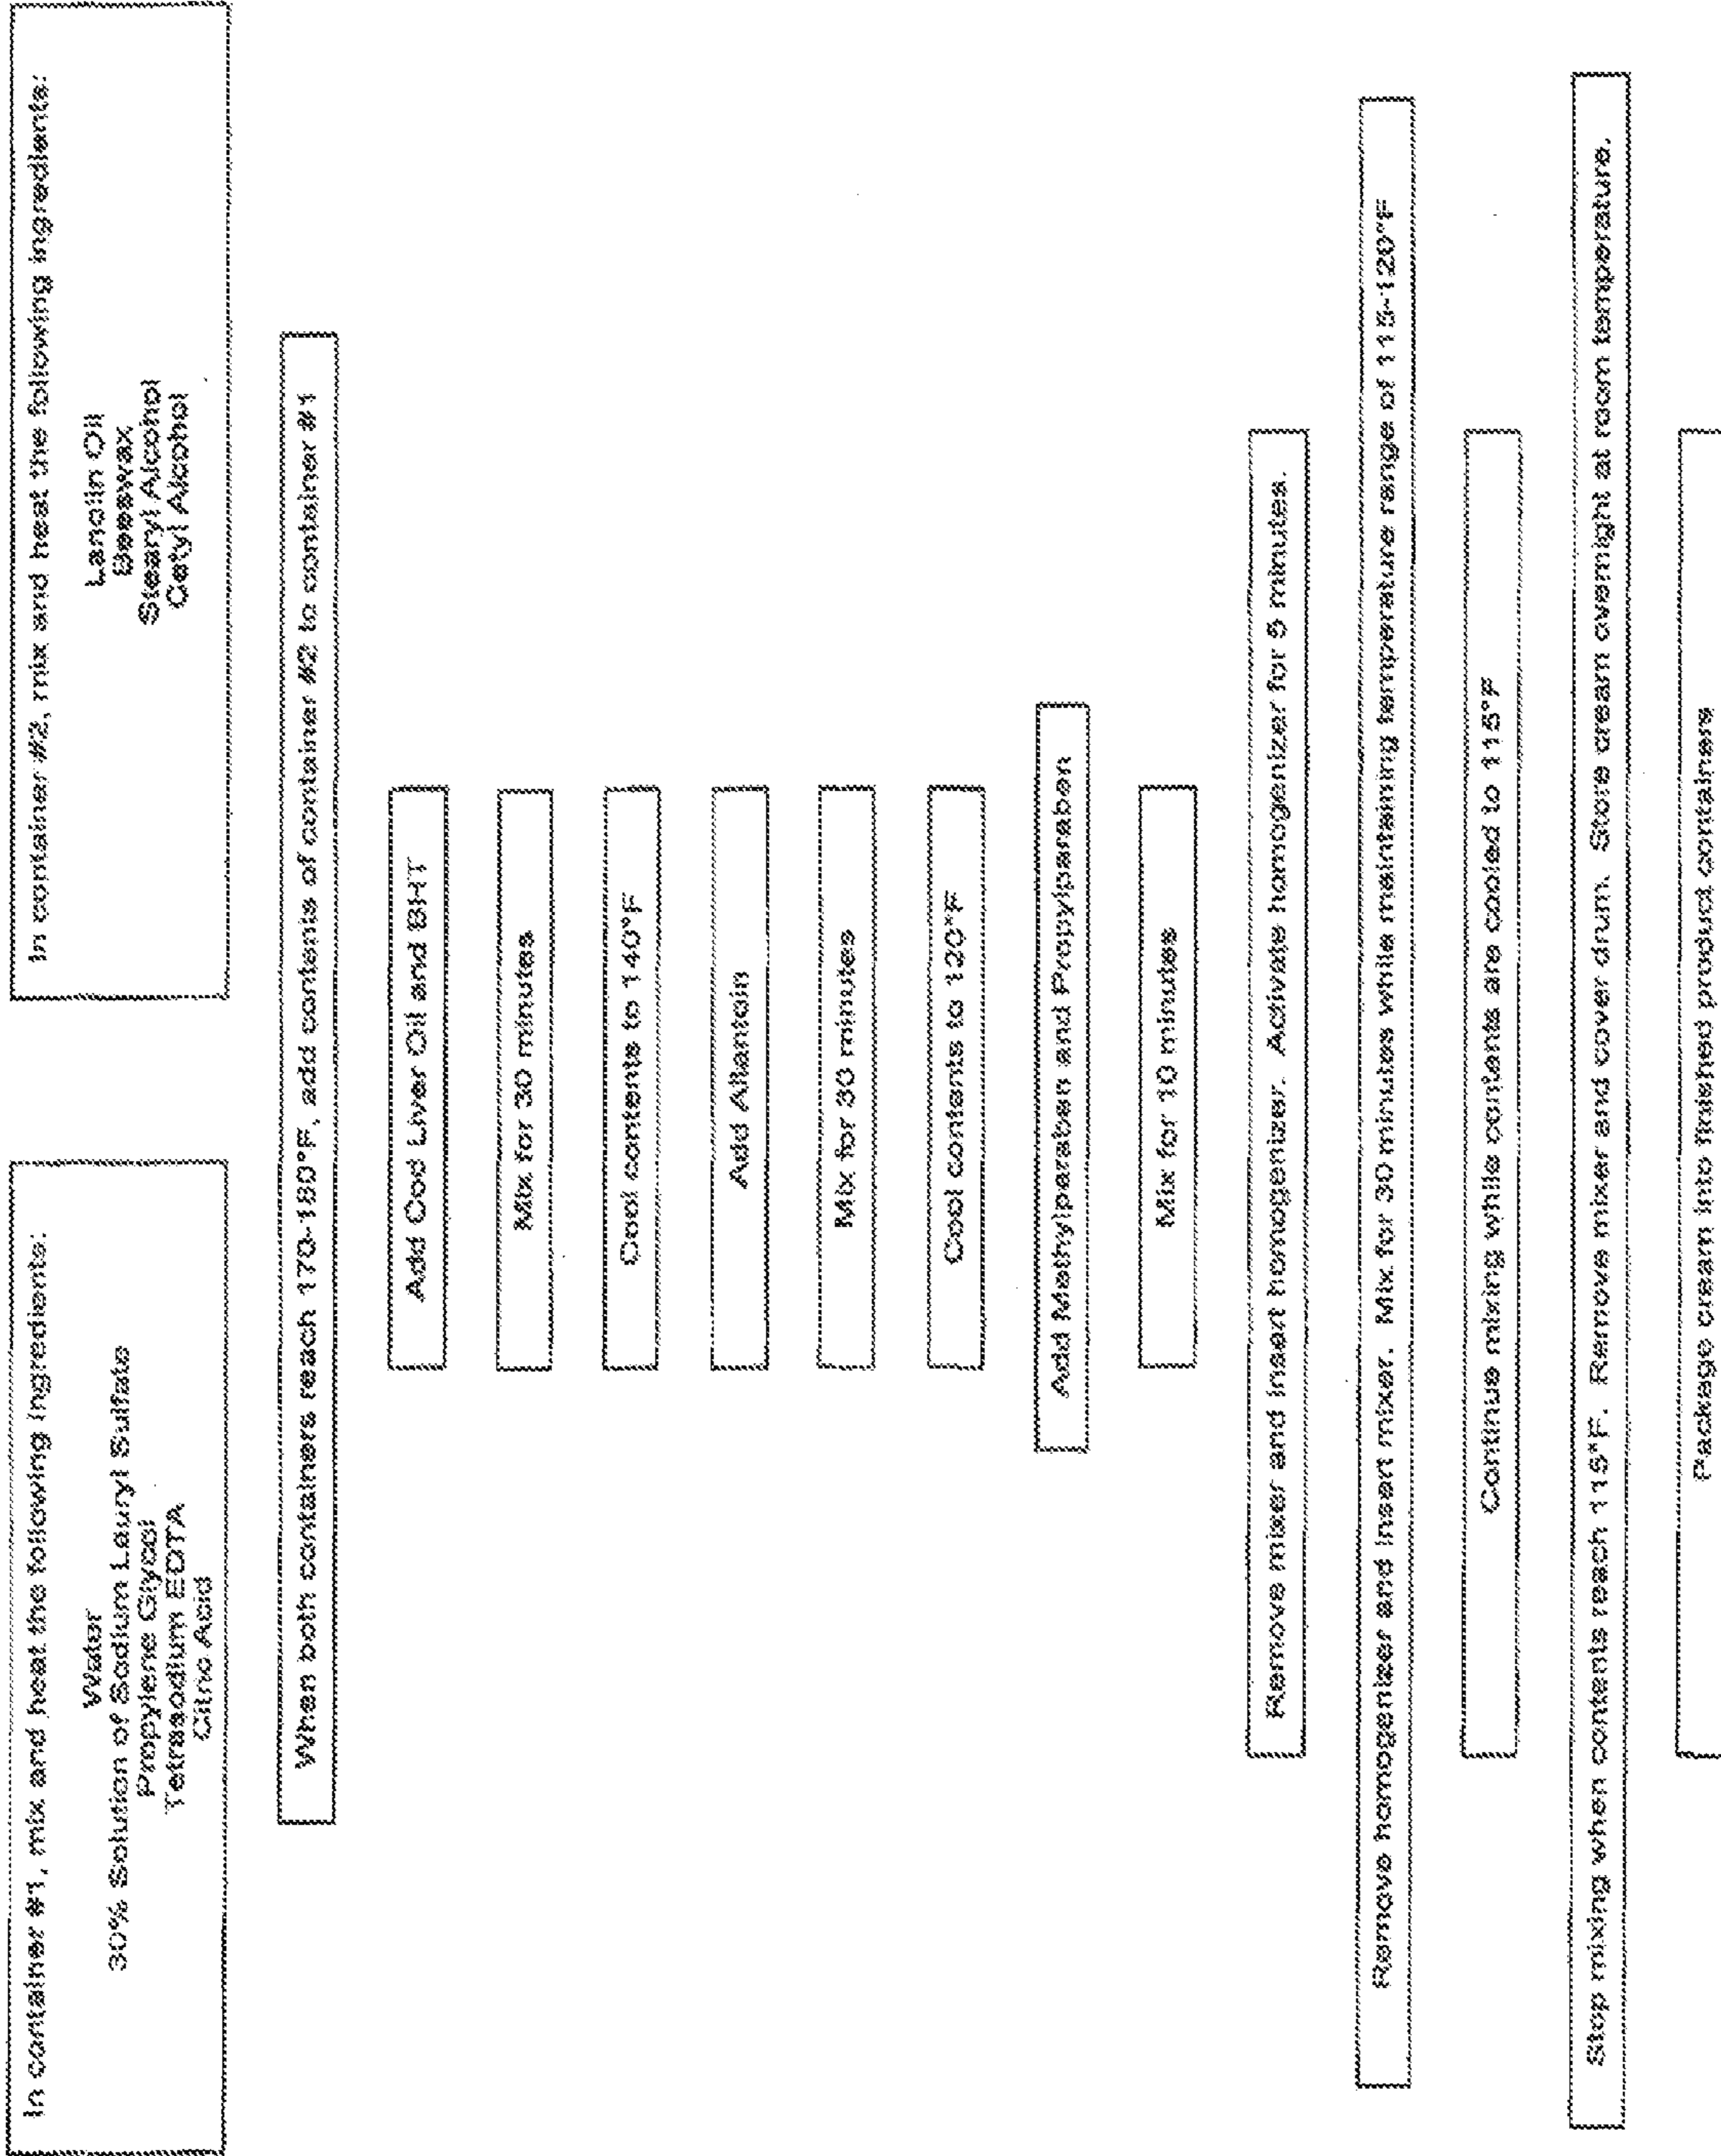 In container #1, mix and heat the following ingredients:
Water
30% Solution of Sodium Lauryl Sulfate
Propylene Glycol
Tetrasodium EDTA
Citric Acid
In container #2, mix and heat the following ingredients:
Lanolin Oil
Beeswax
Stearyl Alcohol
Cetyl Alcohol
When both containers reach 170-180°F, add contents of container #2 to container #1
Add Cod Liver Oil and BHT
Mix for 30 minutes
Cool contents to 140°F
Add Allantoin
Mix for 30 minutes
Cool contents to 120°F
Add Methylparaben and Propylparaben
Mix for 10 minutes
Remove mixer and insert homogenizer. Activate homogenizer for 5 minutes.
Remove homogenizer and insert mixer. Mix for 30 minutes while maintaining temperature range of 115-120°F
Continue mixing while contents are cooled to 115°F
Stop mixing when contents reach 115°F. Remove mixer and cover drum. Store cream overnight at room temperature.
Package cream into finished product containers